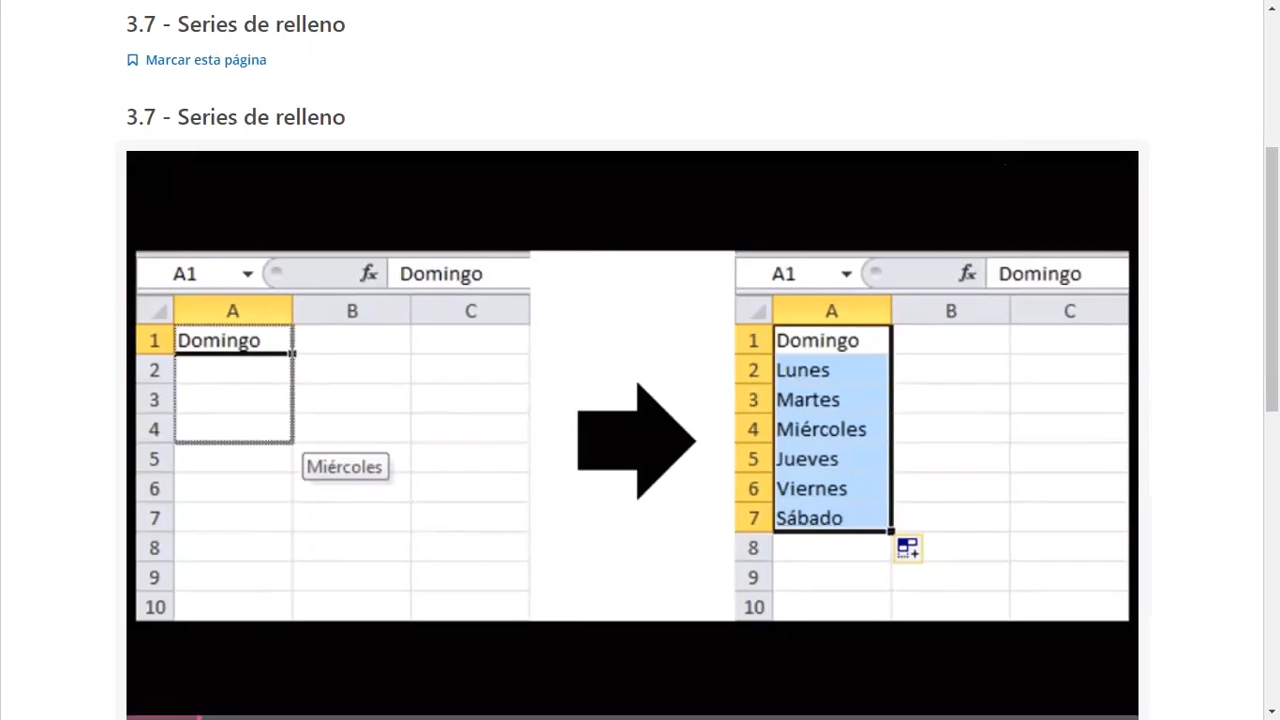 3.7 - Series de relleno
Marcar esta página
3.7 - Series de relleno
A1 fx Domingo
A B C
1 Domingo
2
3
4
5
Miércoles
6
7
8
9
10
A1 fx Domingo
A B C
1 Domingo
2 Lunes
3 Martes
4 Miércoles
5 Jueves
6 Viernes
7 Sábado
8
9
10